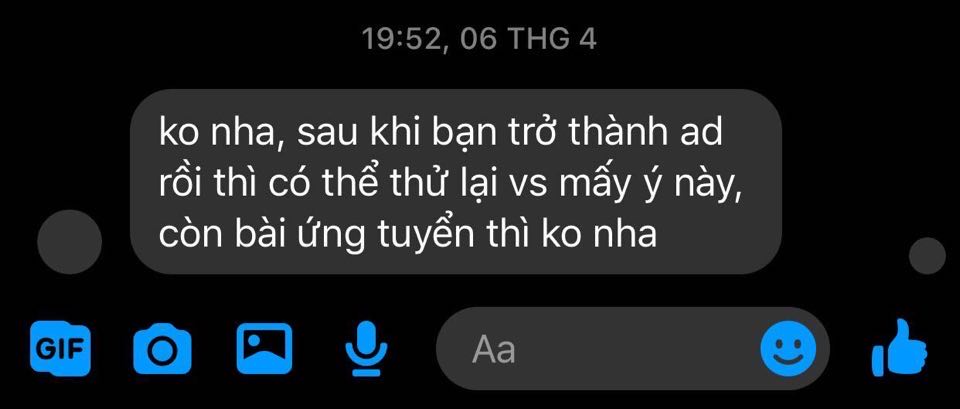 19:52, 06 THG 4
ko nha, sau khi bạn trở thành ad
rồi thì có thể thử lại vs mấy ý này,
còn bài ứng tuyển thì ko nha
GIF
Aa